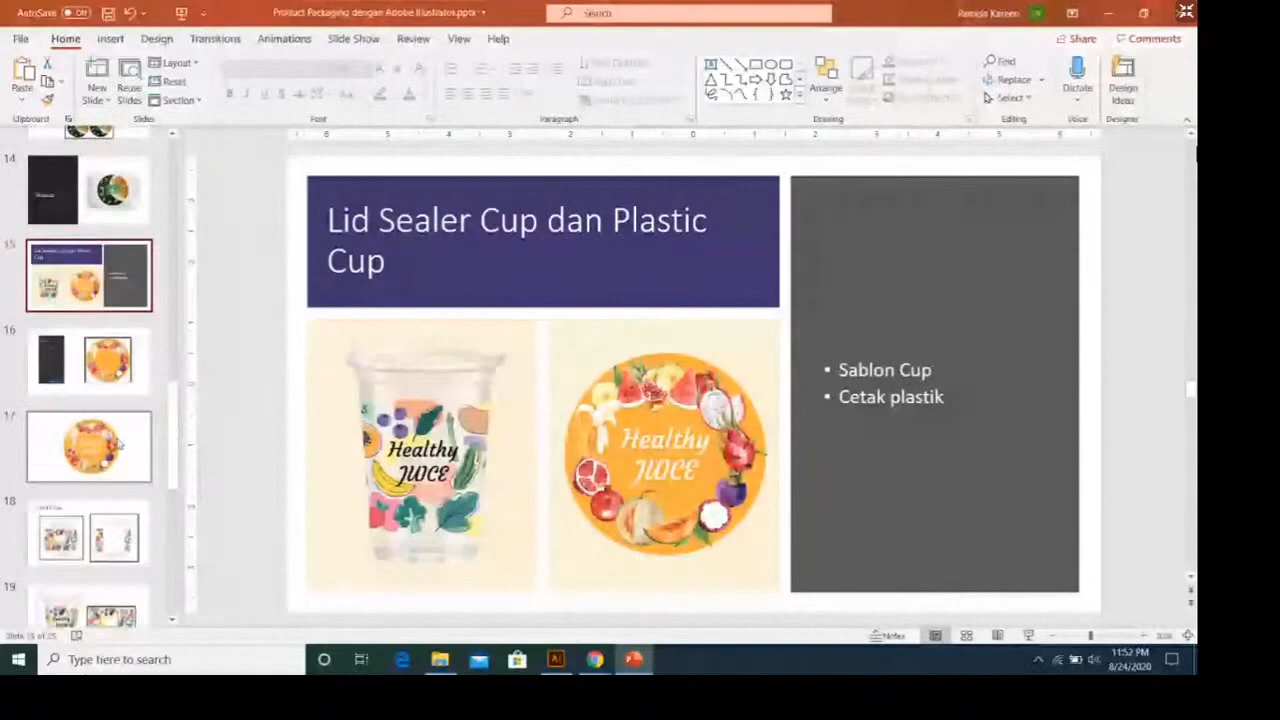 AutoSave Off
Product Packaging dengan Adobe Illustrator.pptx
Search
File Home Insert Design Transitions Animations Slide Show Review View Help
Share Comments
Paste
New Slide
Reuse Slides
Layout
Reset
Section
Arrange
Find
Replace
Select
Dictate
Design Ideas
Clipboard Slides Font Paragraph Drawing Editing Voice Designer
14
15
16
17
18
19
Lid Sealer Cup dan Plastic
Cup
Healthy
JUICE
Healthy
JUICE
• Sablon Cup
• Cetak plastik
Slide 15 of 25
Notes
Type here to search
11:52 PM
8/24/2020